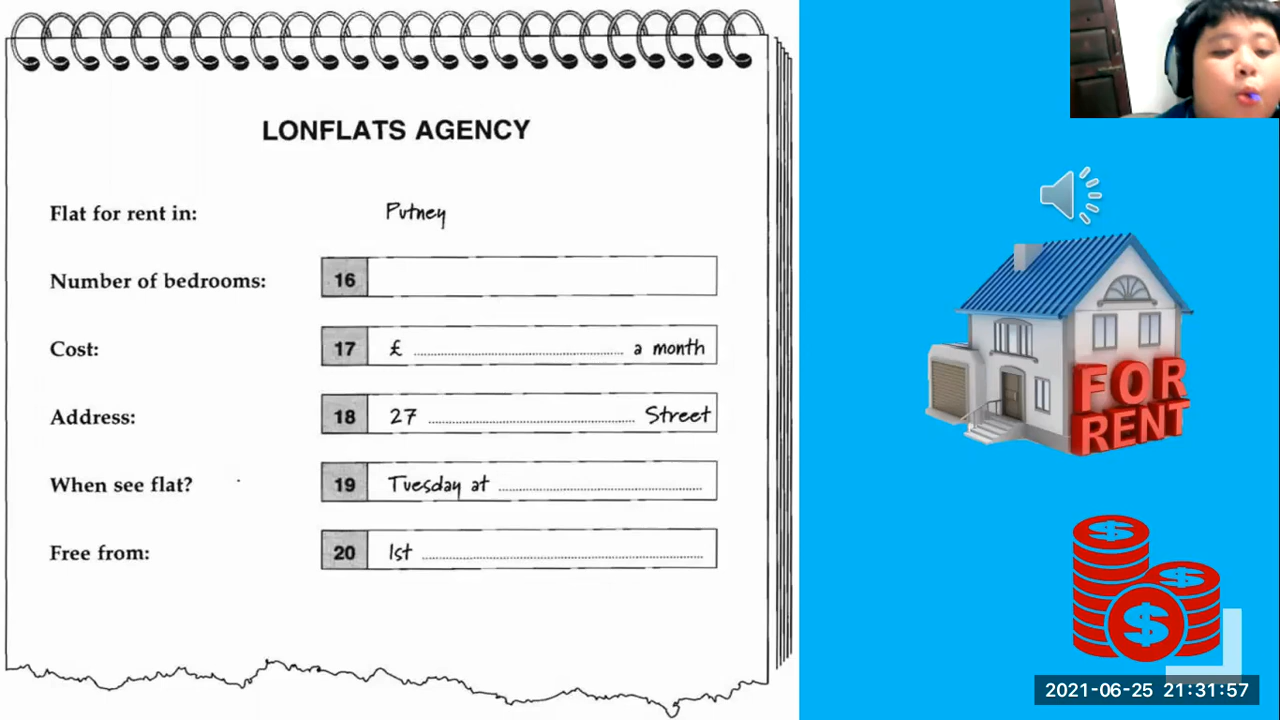 LONFLATS AGENCY
Flat for rent in: Putney
Number of bedrooms: 16
Cost: 17 £ a month
Address: 18 27 Street
When see flat? 19 Tuesday at
Free from: 20 1st
FOR
RENT
2021-06-25 21:31:57